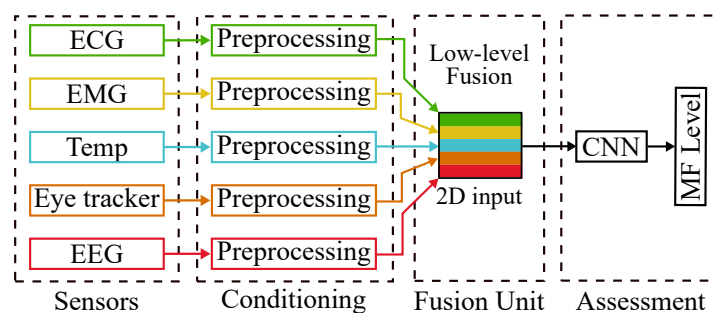 ECG
Preprocessing
EMG
Preprocessing
Temp
Preprocessing
Eye tracker
Preprocessing
EEG
Preprocessing
Low-level
Fusion
2D input
CNN
MF Level
Sensors
Conditioning
Fusion Unit
Assessment